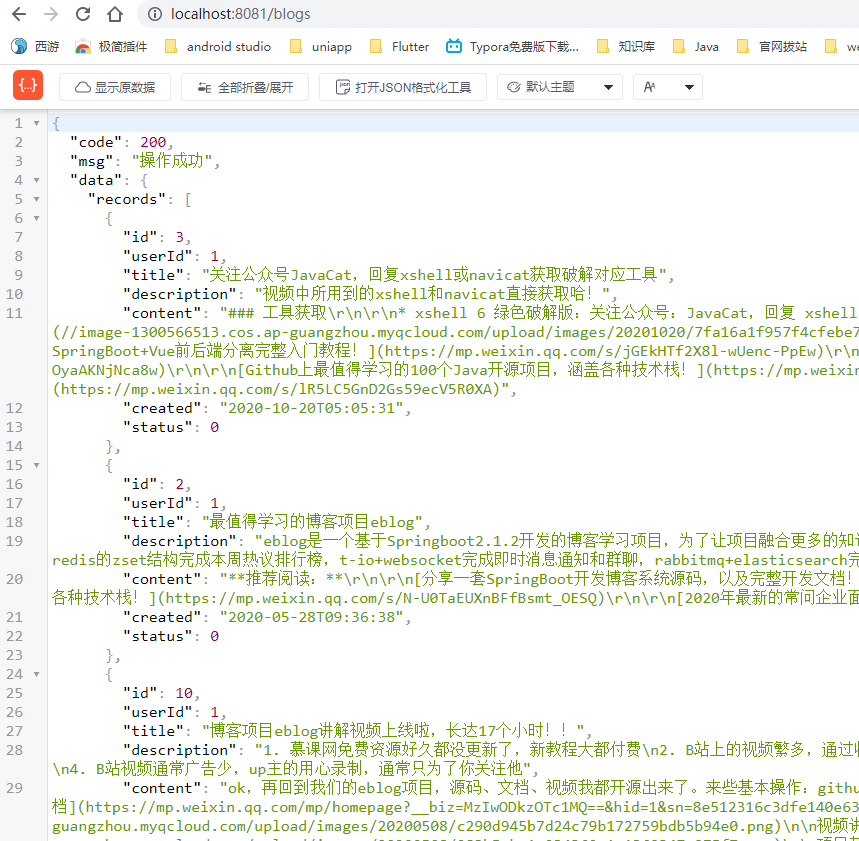 localhost:8081/blogs
西游 极简插件 android studio uniapp Flutter Typora免费版下载... 知识库 Java 官网拔站 we
{..} 显示原数据 全部折叠/展开 打开JSON格式化工具 默认主题 A
1 {
2 "code": 200,
3 "msg": "操作成功",
4 "data": {
5 "records": [
6 {
7 "id": 3,
8 "userId": 1,
9 "title": "关注公众号JavaCat，回复xshell或navicat获取破解对应工具",
10 "description": "视频中所用到的xshell和navicat直接获取哈！",
11 "content": "### 工具获取\r\n\r\n* xshell 6 绿色破解版：关注公众号：JavaCat，回复 xshell
(//image-1300566513.cos.ap-guangzhou.myqcloud.com/upload/images/20201020/7fa16a1f957f4cfebe7
SpringBoot+Vue前后端分离完整入门教程！](https://mp.weixin.qq.com/s/jGEkHTf2X8l-wUenc-PpEw)\r\n
OyaAKNjNca8w)\r\n\r\n[Github上最值得学习的100个Java开源项目，涵盖各种技术栈！](https://mp.weixin
(https://mp.weixin.qq.com/s/lR5LC5GnD2Gs59ecV5R0XA)",
12 "created": "2020-10-20T05:05:31",
13 "status": 0
14 },
15 {
16 "id": 2,
17 "userId": 1,
18 "title": "最值得学习的博客项目eblog",
19 "description": "eblog是一个基于Springboot2.1.2开发的博客学习项目，为了让项目融合更多的知识
redis的zset结构完成本周热议排行榜，t-io+websocket完成即时消息通知和群聊，rabbitmq+elasticsearch完
20 "content": "**推荐阅读：**\r\n\r\n[分享一套SpringBoot开发博客系统源码，以及完整开发文档！
各种技术栈！](https://mp.weixin.qq.com/s/N-U0TaEUXnBFfBsmt_OESQ)\r\n\r\n[2020年最新的常问企业面
21 "created": "2020-05-28T09:36:38",
22 "status": 0
23 },
24 {
25 "id": 10,
26 "userId": 1,
27 "title": "博客项目eblog讲解视频上线啦，长达17个小时！！",
28 "description": "1. 慕课网免费资源好久都没更新了，新教程大都付费\n2. B站上的视频繁多，通过
\n4. B站视频通常广告少，up主的用心录制，通常只为了你关注他",
29 "content": "ok，再回到我们的eblog项目，源码、文档、视频我都开源出来了。来些基本操作：githu
档](https://mp.weixin.qq.com/mp/homepage?__biz=MzIwODkzOTc1MQ==&hid=1&sn=8e512316c3dfe140e63
guangzhou.myqcloud.com/upload/images/20200508/c290d945b7d24c79b172759bdb5b94e0.png)\n\n视频讲